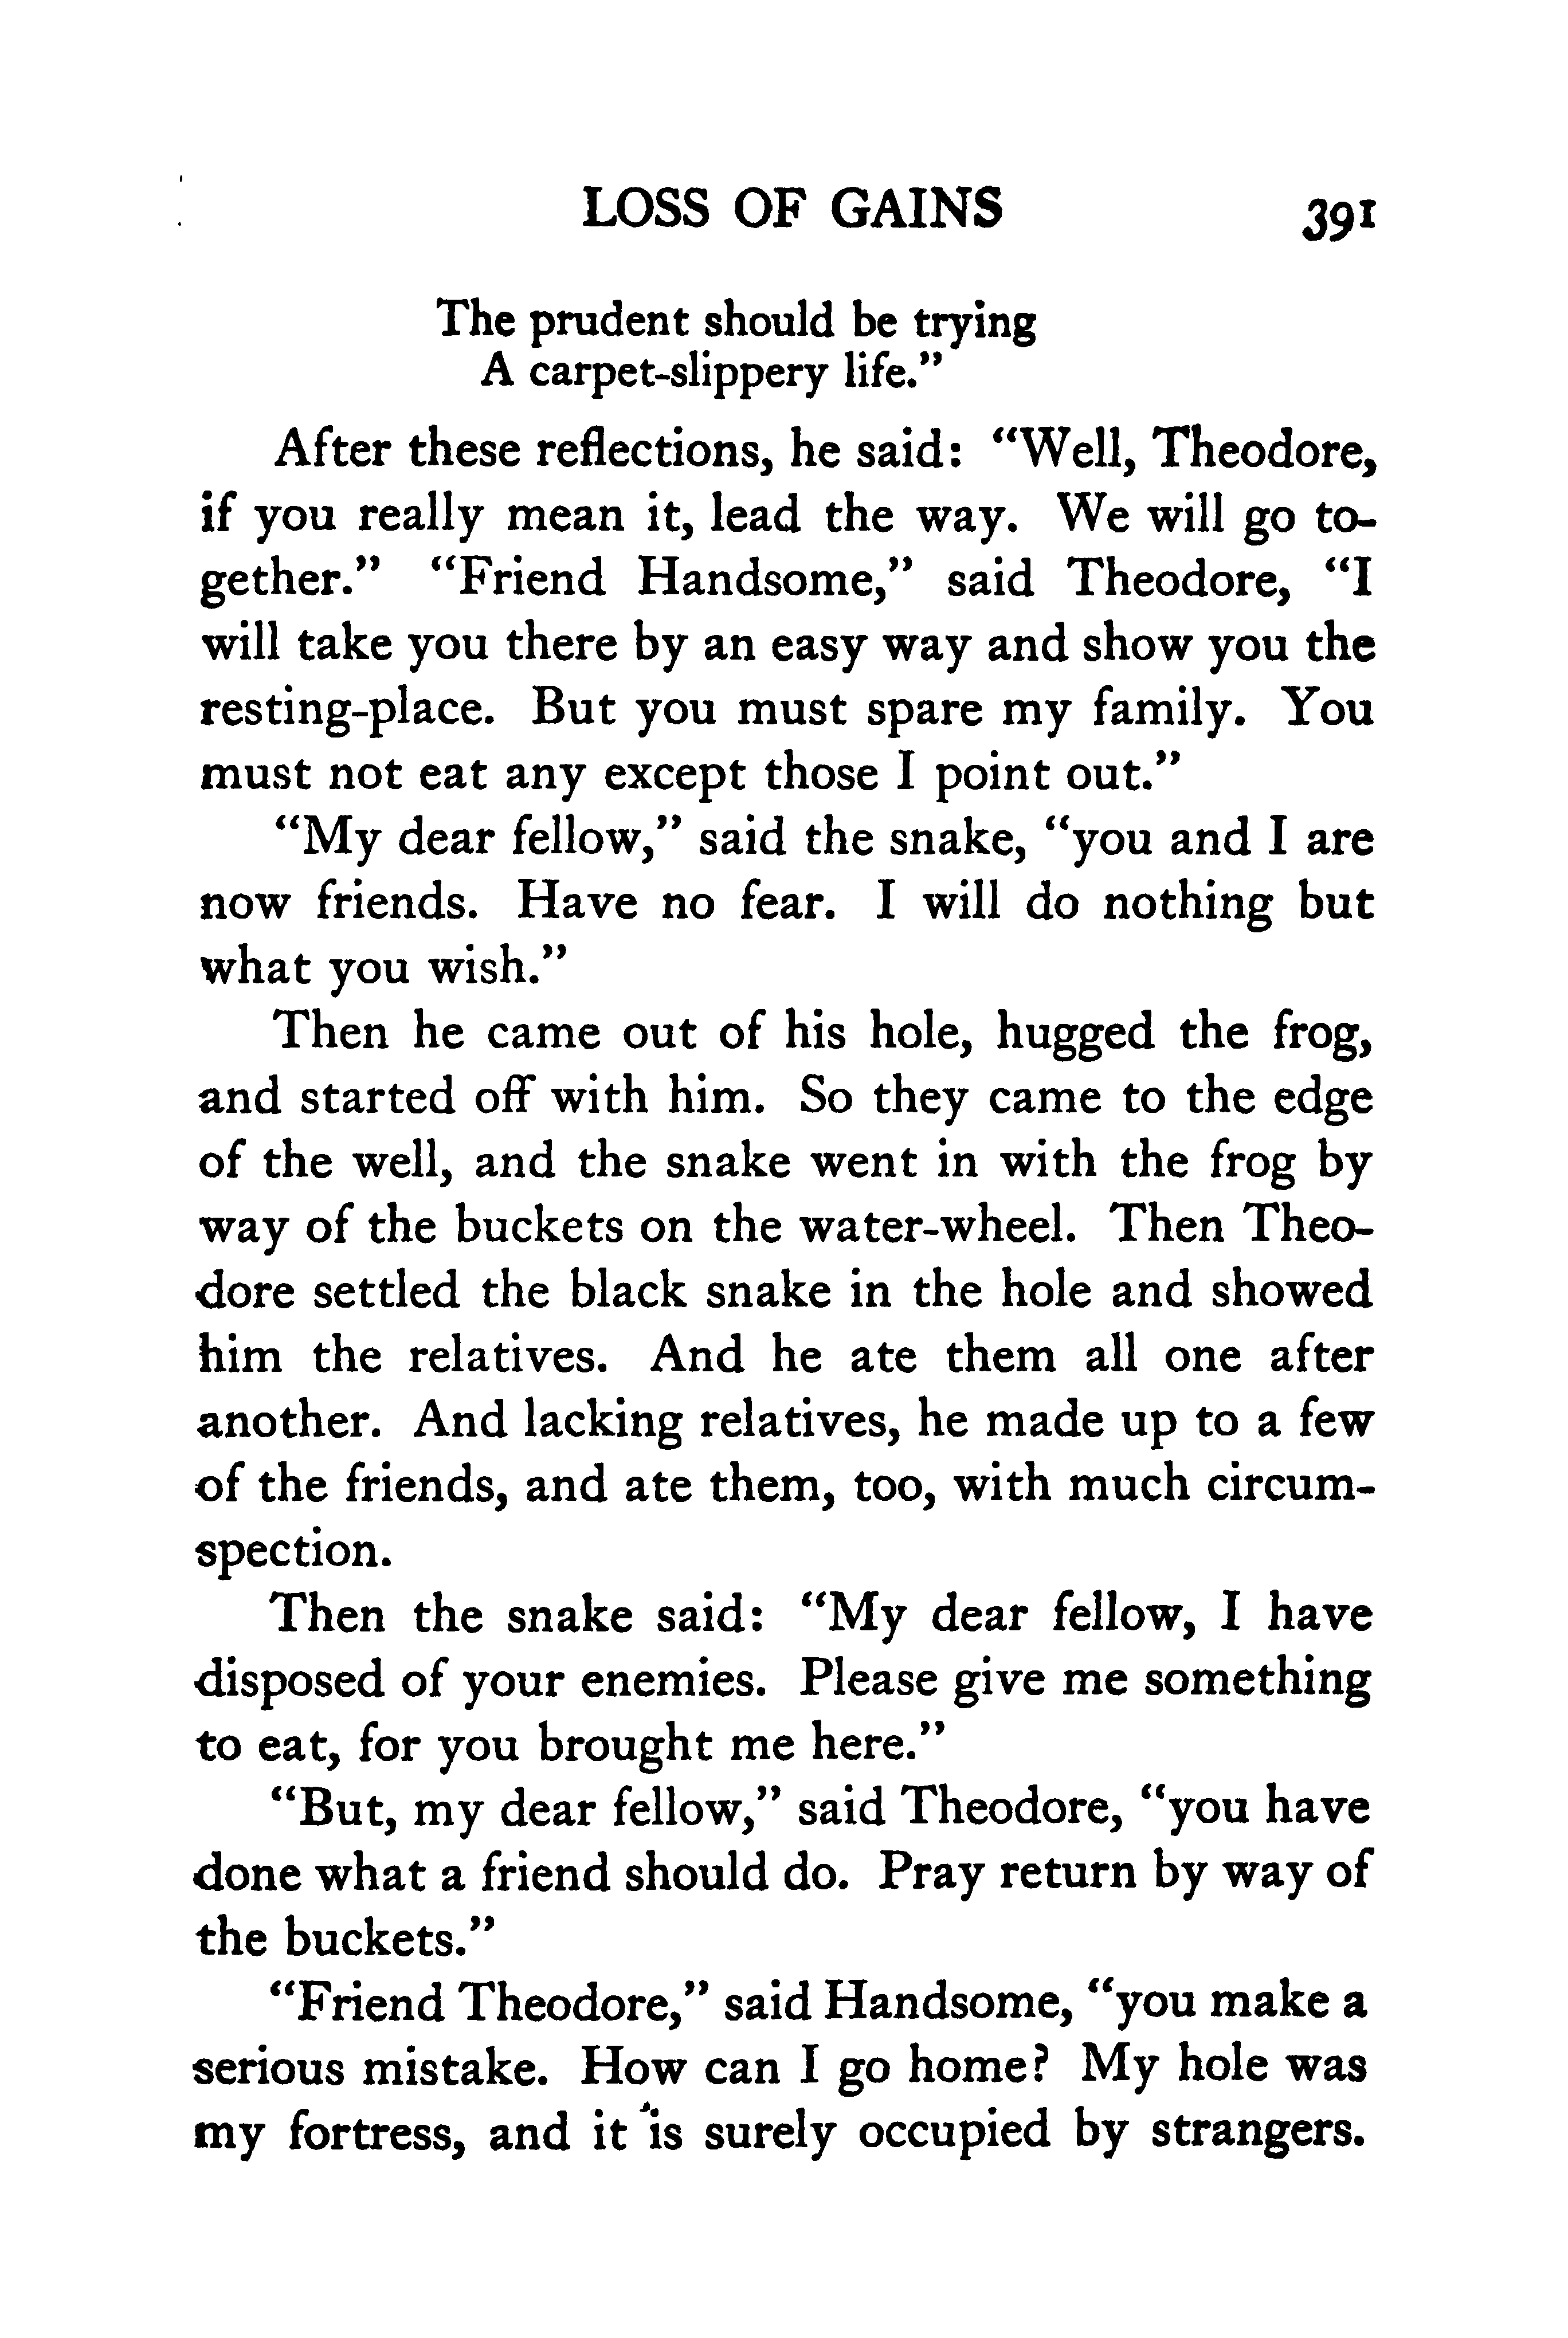 LOSS OF GAINS 391
The prudent should be trying
A carpet-slippery life.”
After these reflections, he said: “Well, Theodore,
if you really mean it, lead the way. We will go to-
gether.” “Friend Handsome,” said Theodore, “I
will take you there by an easy way and show you the
resting-place. But you must spare my family. You
must not eat any except those I point out.”
“My dear fellow,” said the snake, “you and I are
now friends. Have no fear. I will do nothing but
what you wish.”
Then he came out of his hole, hugged the frog,
and started off with him. So they came to the edge
of the well, and the snake went in with the frog by
way of the buckets on the water-wheel. Then Theo-
dore settled the black snake in the hole and showed
him the relatives. And he ate them all one after
another. And lacking relatives, he made up to a few
of the friends, and ate them, too, with much circum-
spection.
Then the snake said: “My dear fellow, I have
disposed of your enemies. Please give me something
to eat, for you brought me here.”
“But, my dear fellow,” said Theodore, “you have
done what a friend should do. Pray return by way of
the buckets.”
“Friend Theodore,” said Handsome, “you make a
serious mistake. How can I go home? My hole was
my fortress, and it is surely occupied by strangers.